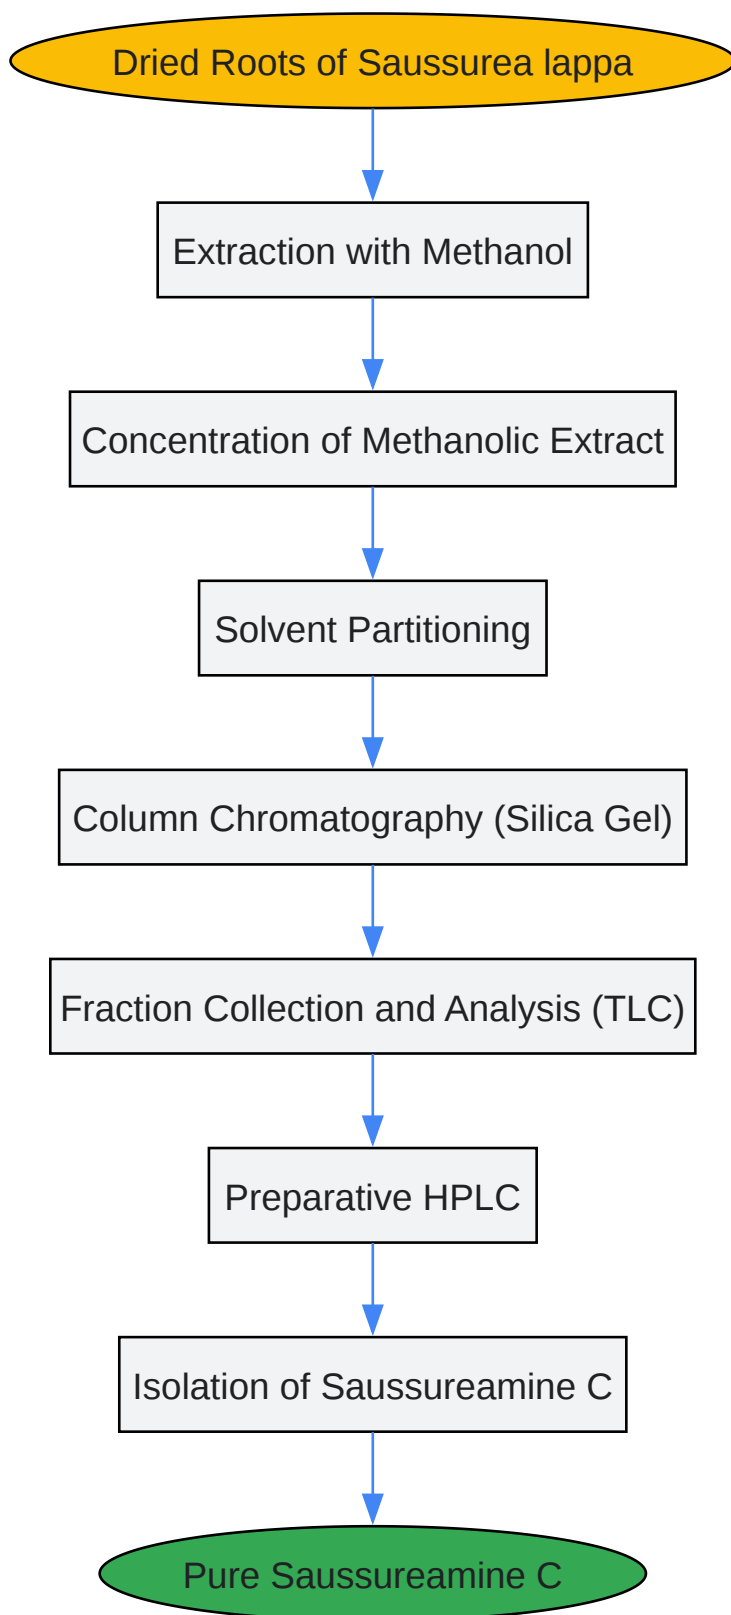 Dried Roots of Saussurea lappa
Extraction with Methanol
Concentration of Methanolic Extract
Solvent Partitioning
Column Chromatography (Silica Gel)
Fraction Collection and Analysis (TLC)
Preparative HPLC
Isolation of Saussureamine C
Pure Saussureamine C